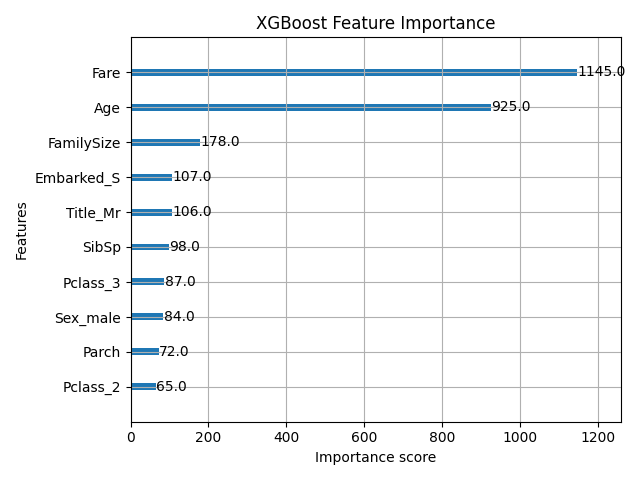 XGBoost Feature Importance
Fare 1145.0
Age 925.0
FamilySize 178.0
Embarked_S 107.0
Title_Mr 106.0
SibSp 98.0
Pclass_3 87.0
Sex_male 84.0
Parch 72.0
Pclass_2 65.0
Features
0 200 400 600 800 1000 1200
Importance score